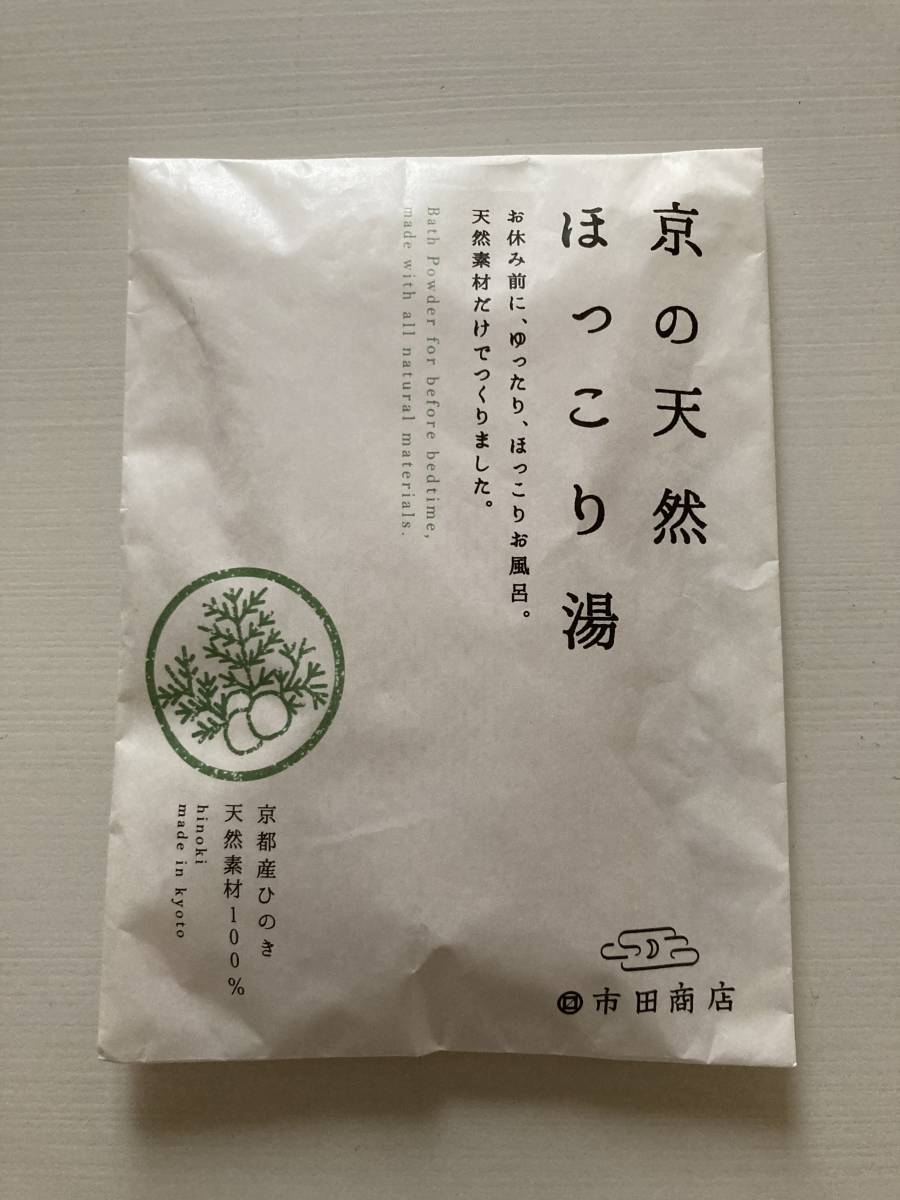 京の天然
ほっこり湯
お休み前に、ゆったり、ほっこりお風呂。
天然素材だけでつくりました。
Bath Powder for before bedtime,
made with all natural materials.
京都産ひのき
天然素材100%
hinoki
made in kyoto
市田商店